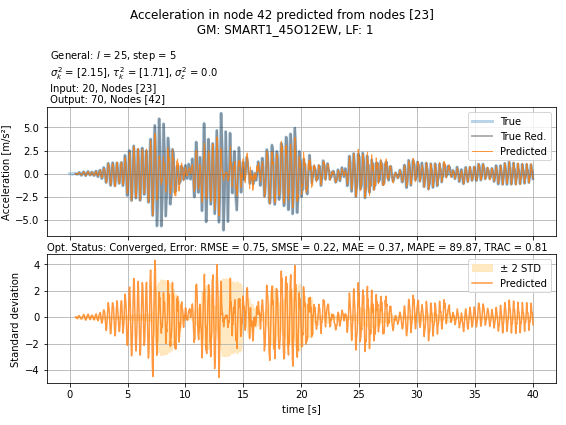 Acceleration in node 42 predicted from nodes [23]
GM: SMART1_45O12EW, LF: 1
General: l = 25, step = 5
σ²ₖ = [2.15], τ²ₖ = [1.71], σ²ₑ = 0.0
Input: 20, Nodes [23]
Output: 70, Nodes [42]
Acceleration [m/s²]
5.0
2.5
0.0
−2.5
−5.0
True
True Red.
Predicted
Opt. Status: Converged, Error: RMSE = 0.75, SMSE = 0.22, MAE = 0.37, MAPE = 89.87, TRAC = 0.81
Standard deviation
4
2
0
−2
−4
± 2 STD
Predicted
0 5 10 15 20 25 30 35 40
time [s]